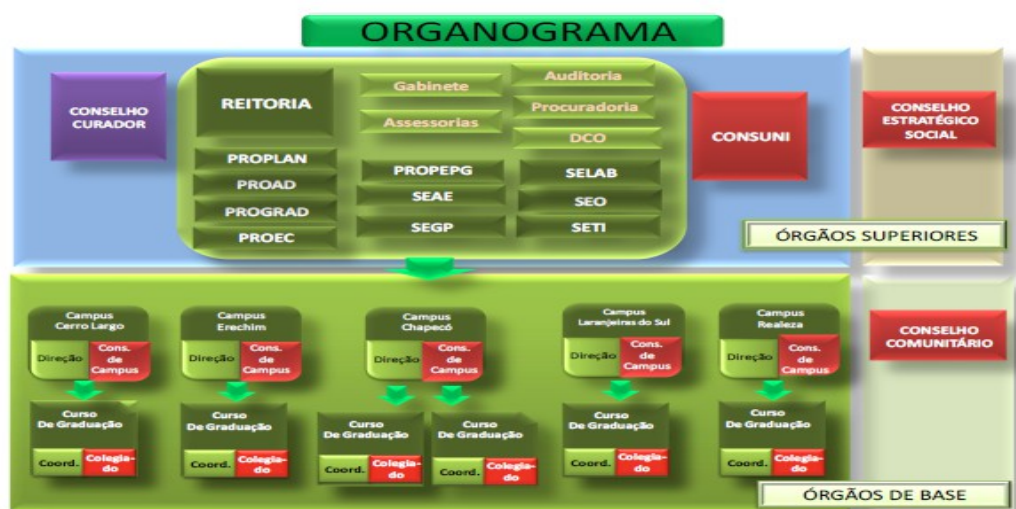 ORGANOGRAMA
CONSELHO
CURADOR
REITORIA
PROPLAN
PROAD
PROGRAD
PROEC
Gabinete
Assessorias
PROPEPG
SEAE
SEGP
Auditoria
Procuradoria
DCO
SELAB
SEO
SETI
CONSUNI
CONSELHO
ESTRATÉGICO
SOCIAL
ÓRGÃOS SUPERIORES
Campus
Cerro Largo
Direção
Cons.
de
Campus
Curso
De Graduação
Coord.
Colegia-
do
Campus
Erechim
Direção
Cons.
de
Campus
Curso
De Graduação
Coord.
Colegia-
do
Campus
Chapecó
Direção
Cons.
de
Campus
Curso
De Graduação
Coord.
Colegia-
do
Curso
De Graduação
Coord.
Colegia-
do
Campus
Laranjeiras do Sul
Direção
Cons.
de
Campus
Curso
De Graduação
Coord.
Colegia-
do
Campus
Realeza
Direção
Cons.
de
Campus
Curso
De Graduação
Coord.
Colegia-
do
CONSELHO
COMUNITÁRIO
ÓRGÃOS DE BASE